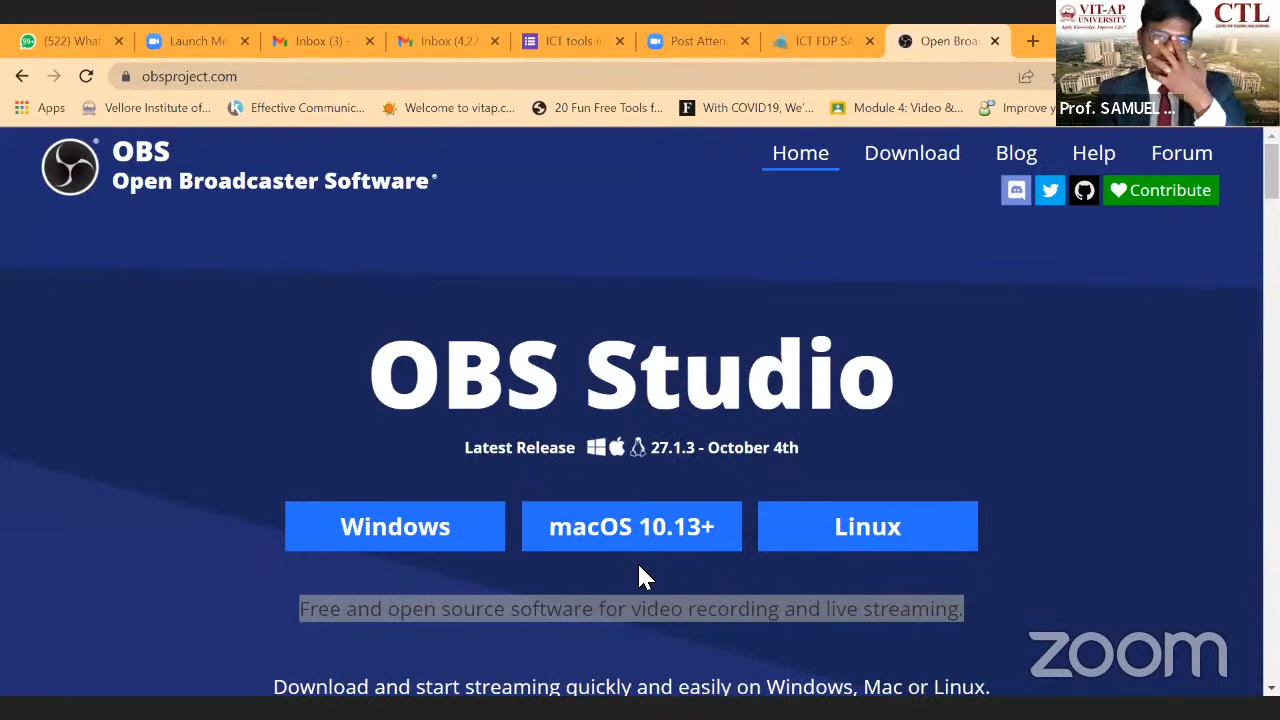 (522) What
Launch Me
Inbox (3) -
Inbox (4,27
ICT tools i
Post Atten
ICT FDP SA
Open Broa
obsproject.com
Apps
Vellore Institute of...
Effective Communic...
Welcome to vitap.c...
20 Fun Free Tools f...
With COVID19, We'...
Module 4: Video &...
Improve y
VIT-AP
UNIVERSITY
CTL
Prof. SAMUEL ...
OBS
Open Broadcaster Software
Home
Download
Blog
Help
Forum
Contribute
OBS Studio
Latest Release 27.1.3 - October 4th
Windows
macOS 10.13+
Linux
Free and open source software for video recording and live streaming.
Download and start streaming quickly and easily on Windows, Mac or Linux.
zoom